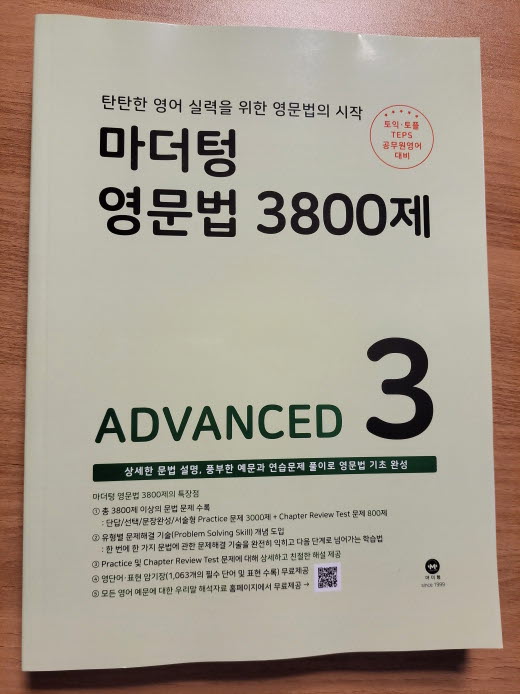 탄탄한 영어 실력을 위한 영문법의 시작
마더텅
영문법 3800제
토익·토플
TEPS
공무원영어
대비
ADVANCED 3
상세한 문법 설명, 풍부한 예문과 연습문제 풀이로 영문법 기초 완성
마더텅 영문법 3800제의 특장점
① 총 3800제 이상의 문법 문제 수록
: 단답/선택/문장완성/서술형 Practice 문제 3000제 + Chapter Review Test 문제 800제
② 유형별 문제해결 기술(Problem Solving Skill) 개념 도입
: 한 번에 한 가지 문법에 관한 문제해결 기술을 완전히 익히고 다음 단계로 넘어가는 학습법
③ Practice 및 Chapter Review Test 문제에 대해 상세하고 친절한 해설 제공
④ 영단어·표현 암기장(1,063개의 필수 단어 및 표현 수록) 무료제공
⑤ 모든 영어 예문에 대한 우리말 해석자료 홈페이지에서 무료제공 →
마더텅
since 1999